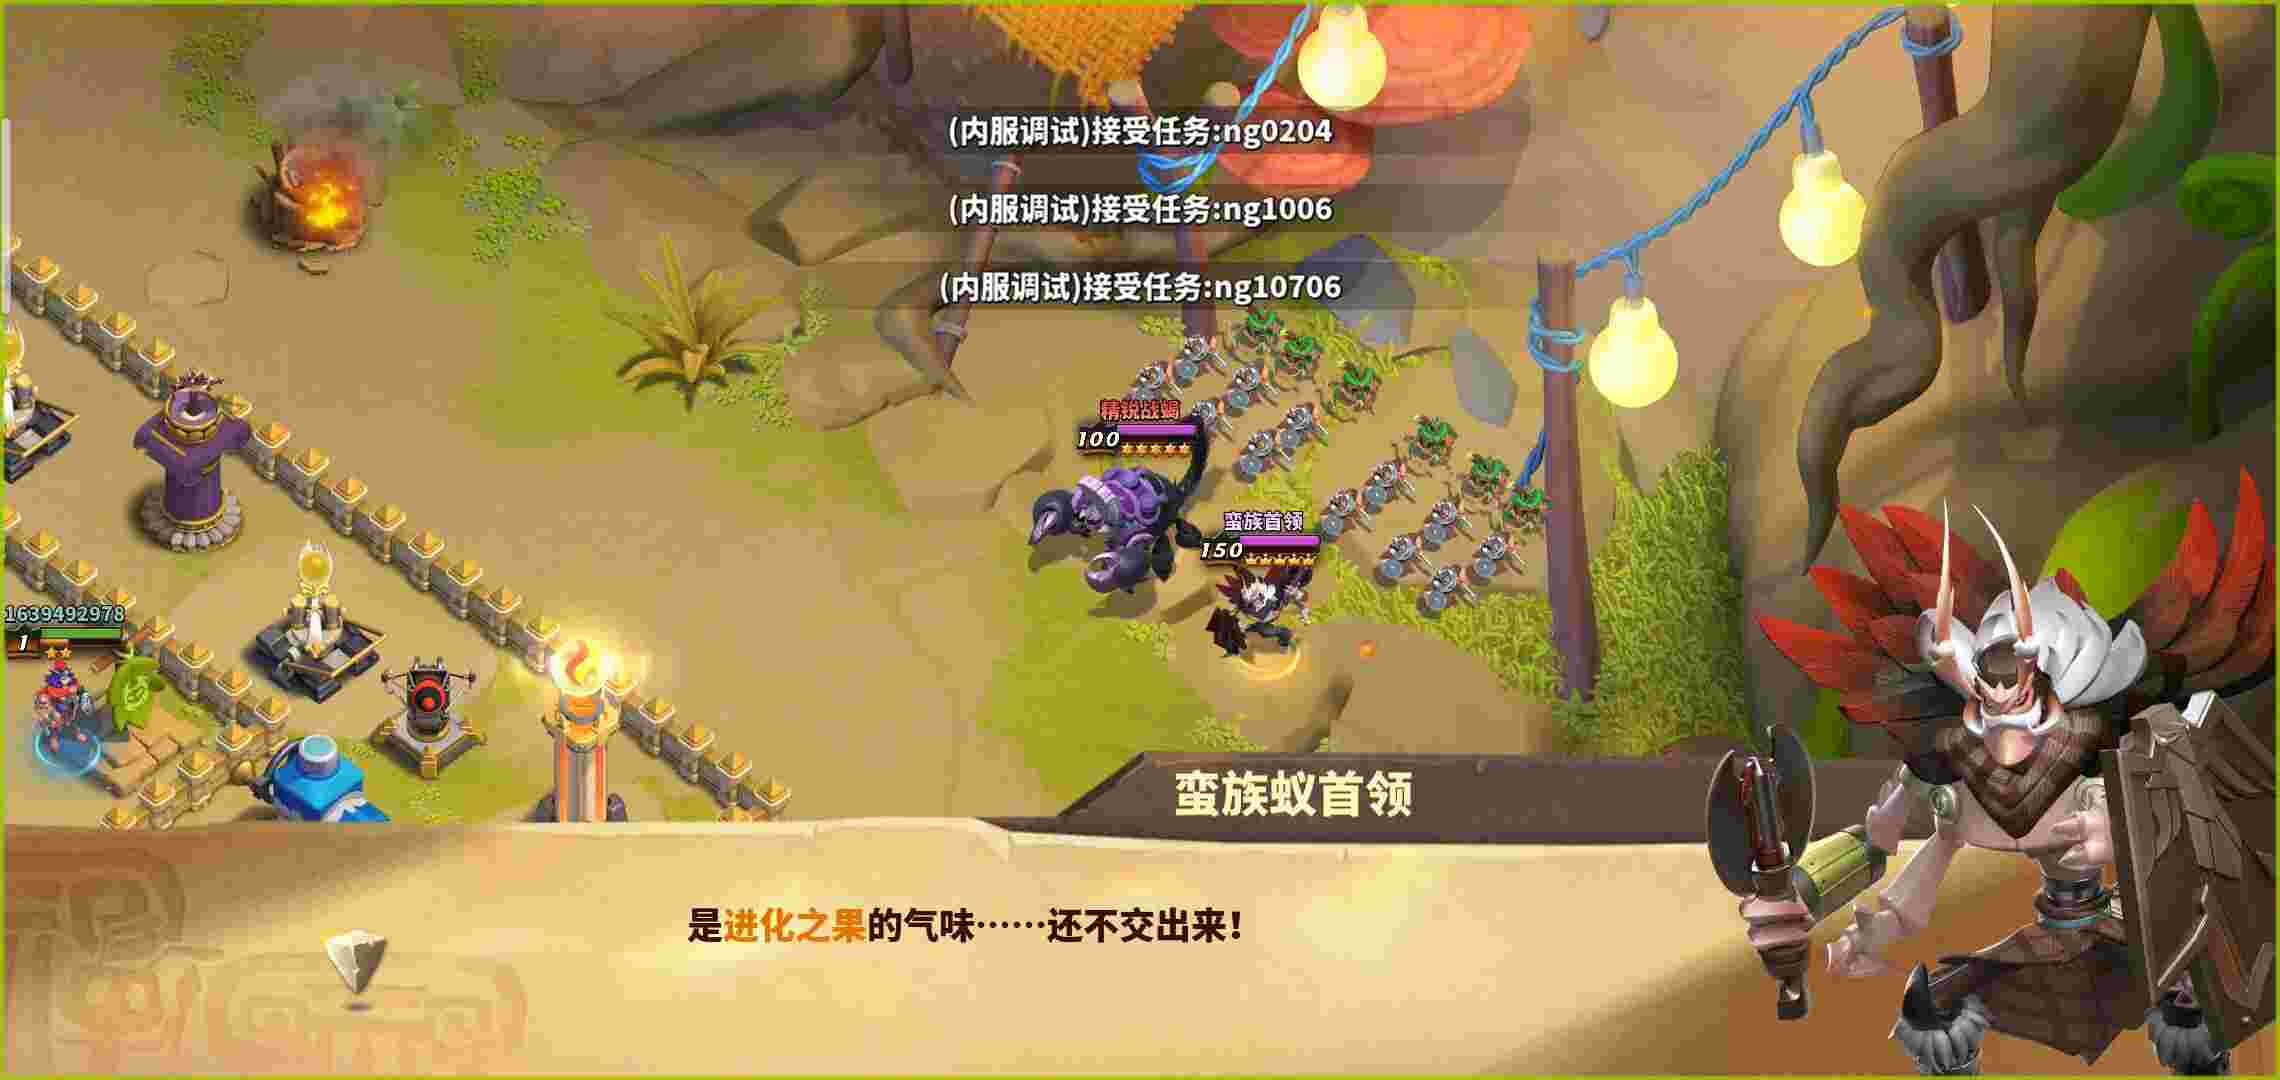 (内服调试)接受任务:ng0204
(内服调试)接受任务:ng1006
(内服调试)接受任务:ng10706
精锐战蝎
100
蛮族首领
150
1639492978
1
蛮族蚁首领
是进化之果的气味……还不交出来!